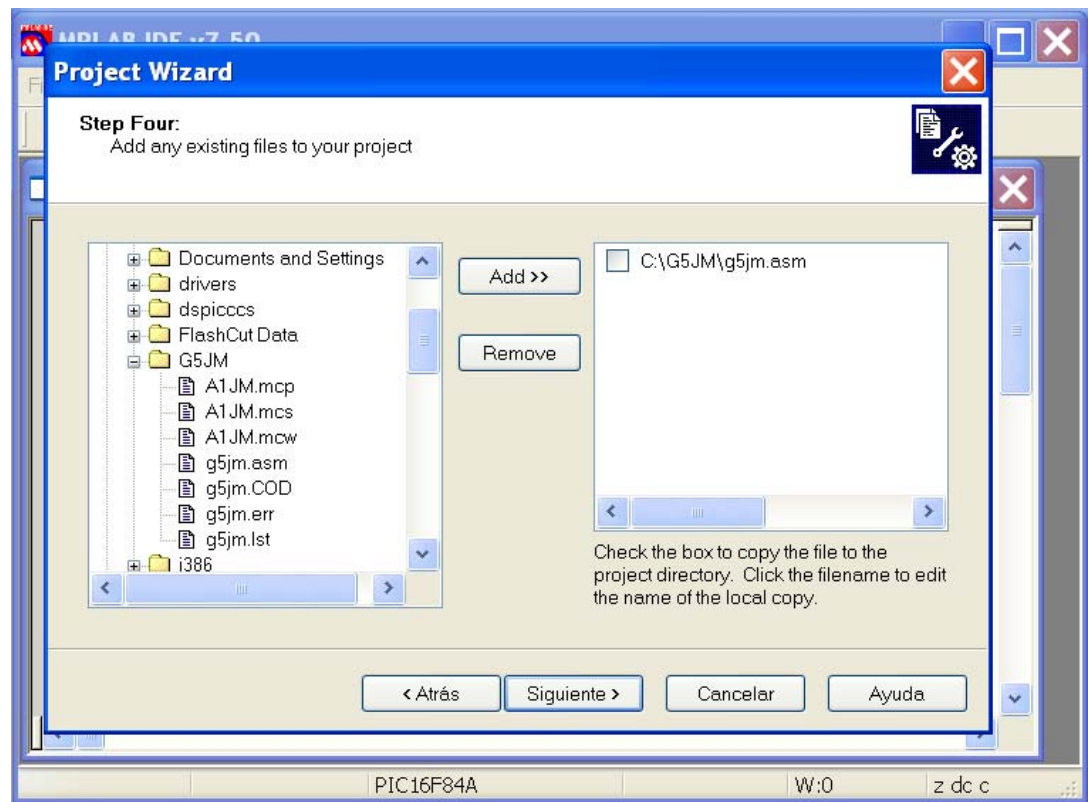 MPLAB IDE v7.50
Project Wizard
Step Four:
Add any existing files to your project
Documents and Settings
drivers
dspicccs
FlashCut Data
G5JM
A1JM.mcp
A1JM.mcs
A1JM.mcw
g5jm.asm
g5jm.COD
g5jm.err
g5jm.lst
i386
Add >>
Remove
C:\G5JM\g5jm.asm
Check the box to copy the file to the
project directory. Click the filename to edit
the name of the local copy.
< Atrás
Siguiente >
Cancelar
Ayuda
PIC16F84A
W:0
z dc c